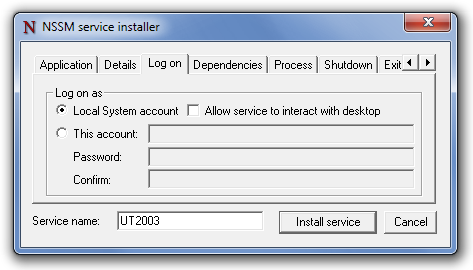 NSSM service installer
Application Details Log on Dependencies Process Shutdown Exit
Log on as
Local System account Allow service to interact with desktop
This account:
Password:
Confirm:
Service name: UT2003 Install service Cancel